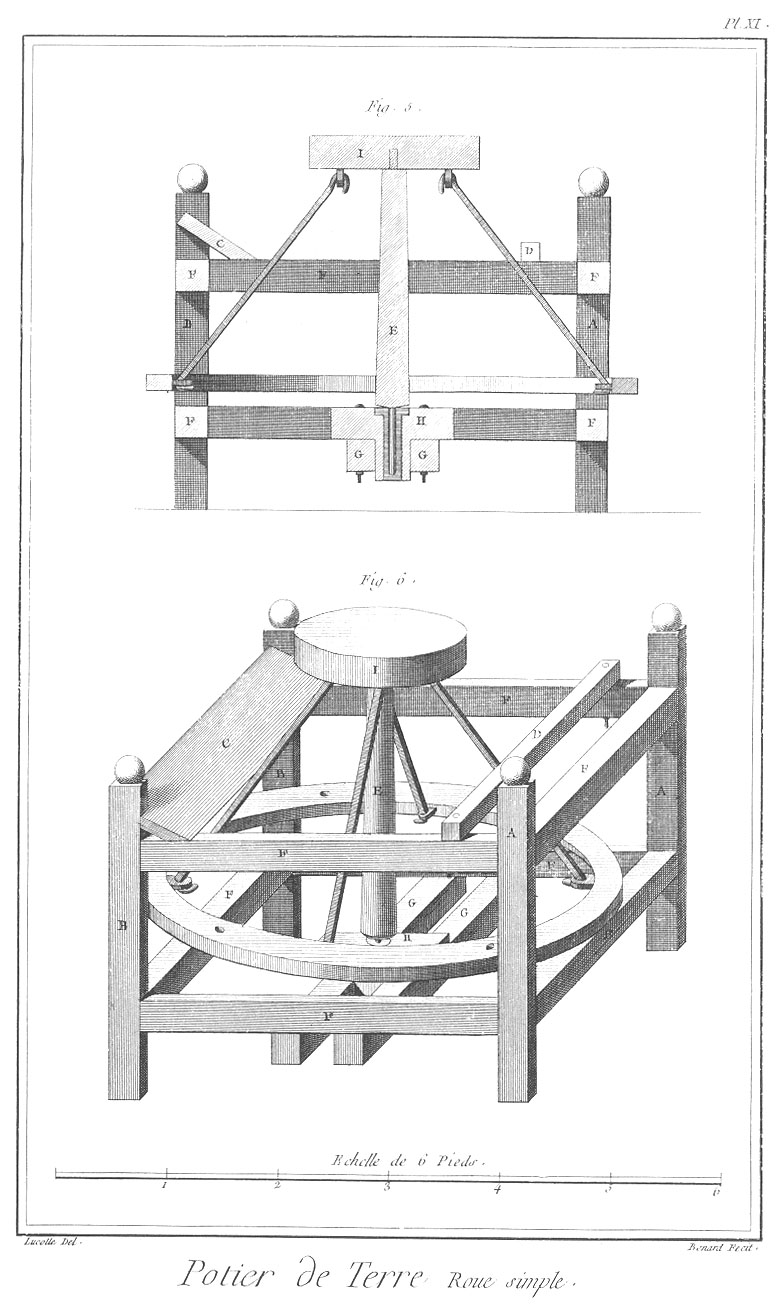 Pl. XI.
Fig. 5.
I
C
D
F
F
F
B
E
A
F
H
F
G
G
Fig. 6.
I
F
D
C
F
B
E
A
A
F
F
F
G
G
B
H
F
F
Echelle de 6 Pieds.
1 2 3 4 5 6
Lucotte Del.
Benard Fecit.
Potier de Terre, Roue simple.